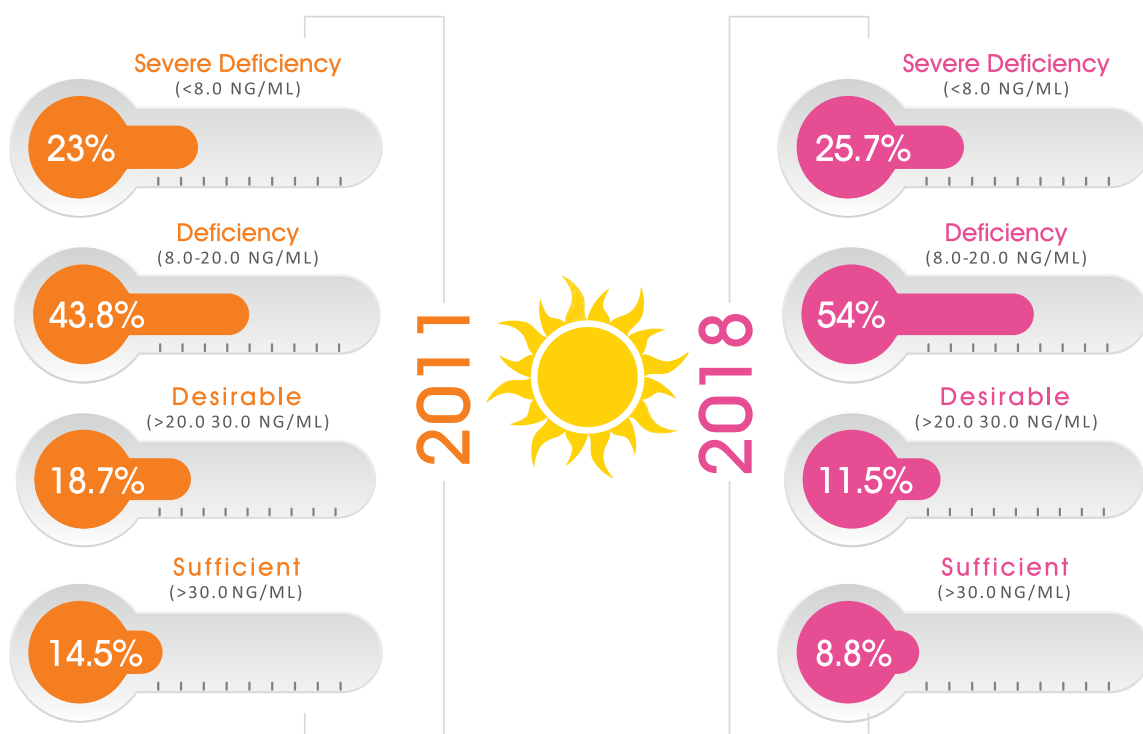 Severe Deficiency
(<8.0 NG/ML)
23%
Deficiency
(8.0-20.0 NG/ML)
43.8%
Desirable
(>20.0 30.0 NG/ML)
18.7%
Sufficient
(>30.0 NG/ML)
14.5%
2011
2018
Severe Deficiency
(<8.0 NG/ML)
25.7%
Deficiency
(8.0-20.0 NG/ML)
54%
Desirable
(>20.0 30.0 NG/ML)
11.5%
Sufficient
(>30.0 NG/ML)
8.8%